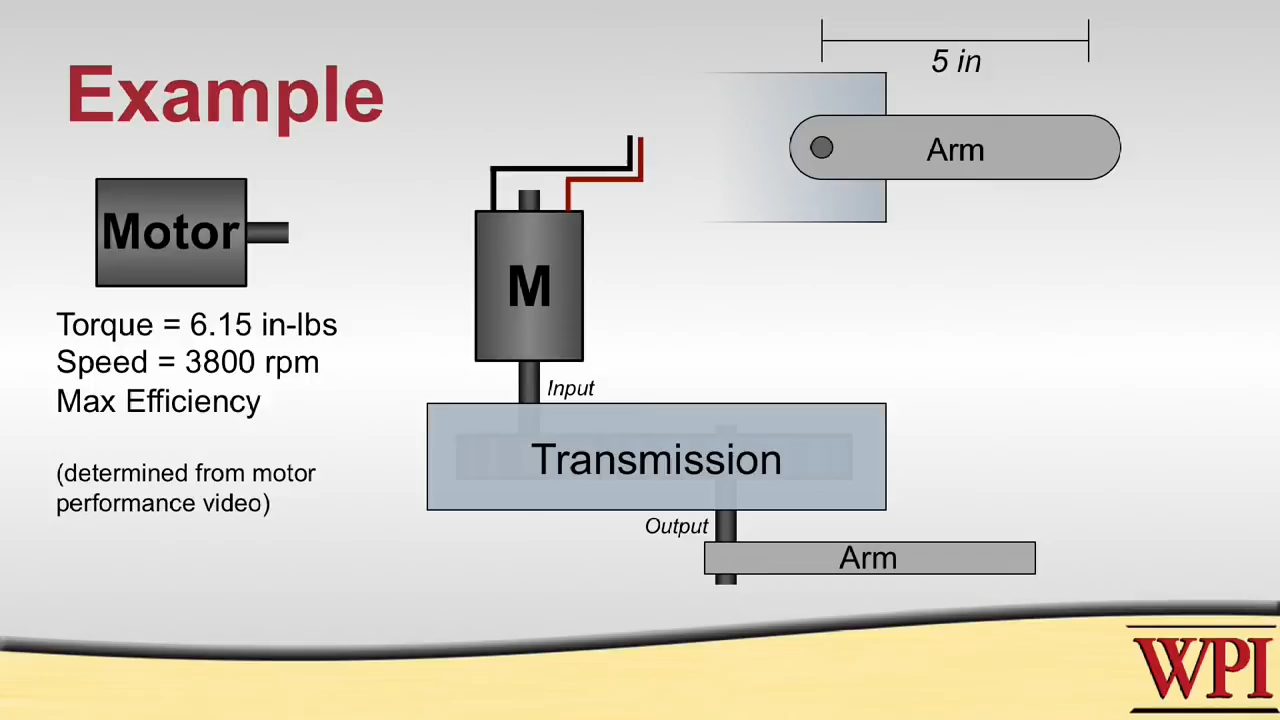 Example
5 in
Arm
Motor
M
Torque = 6.15 in-lbs
Speed = 3800 rpm
Max Efficiency
(determined from motor
performance video)
Input
Transmission
Output
Arm
WPI